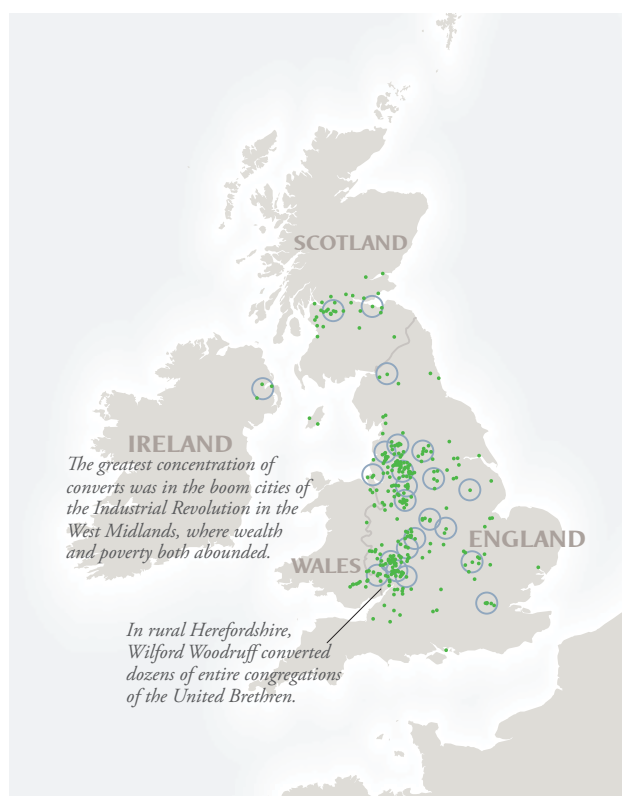 SCOTLAND
IRELAND
The greatest concentration of
converts was in the boom cities of
the Industrial Revolution in the
West Midlands, where wealth
and poverty both abounded.
ENGLAND
WALES
In rural Herefordshire,
Wilford Woodruff converted
dozens of entire congregations
of the United Brethren.